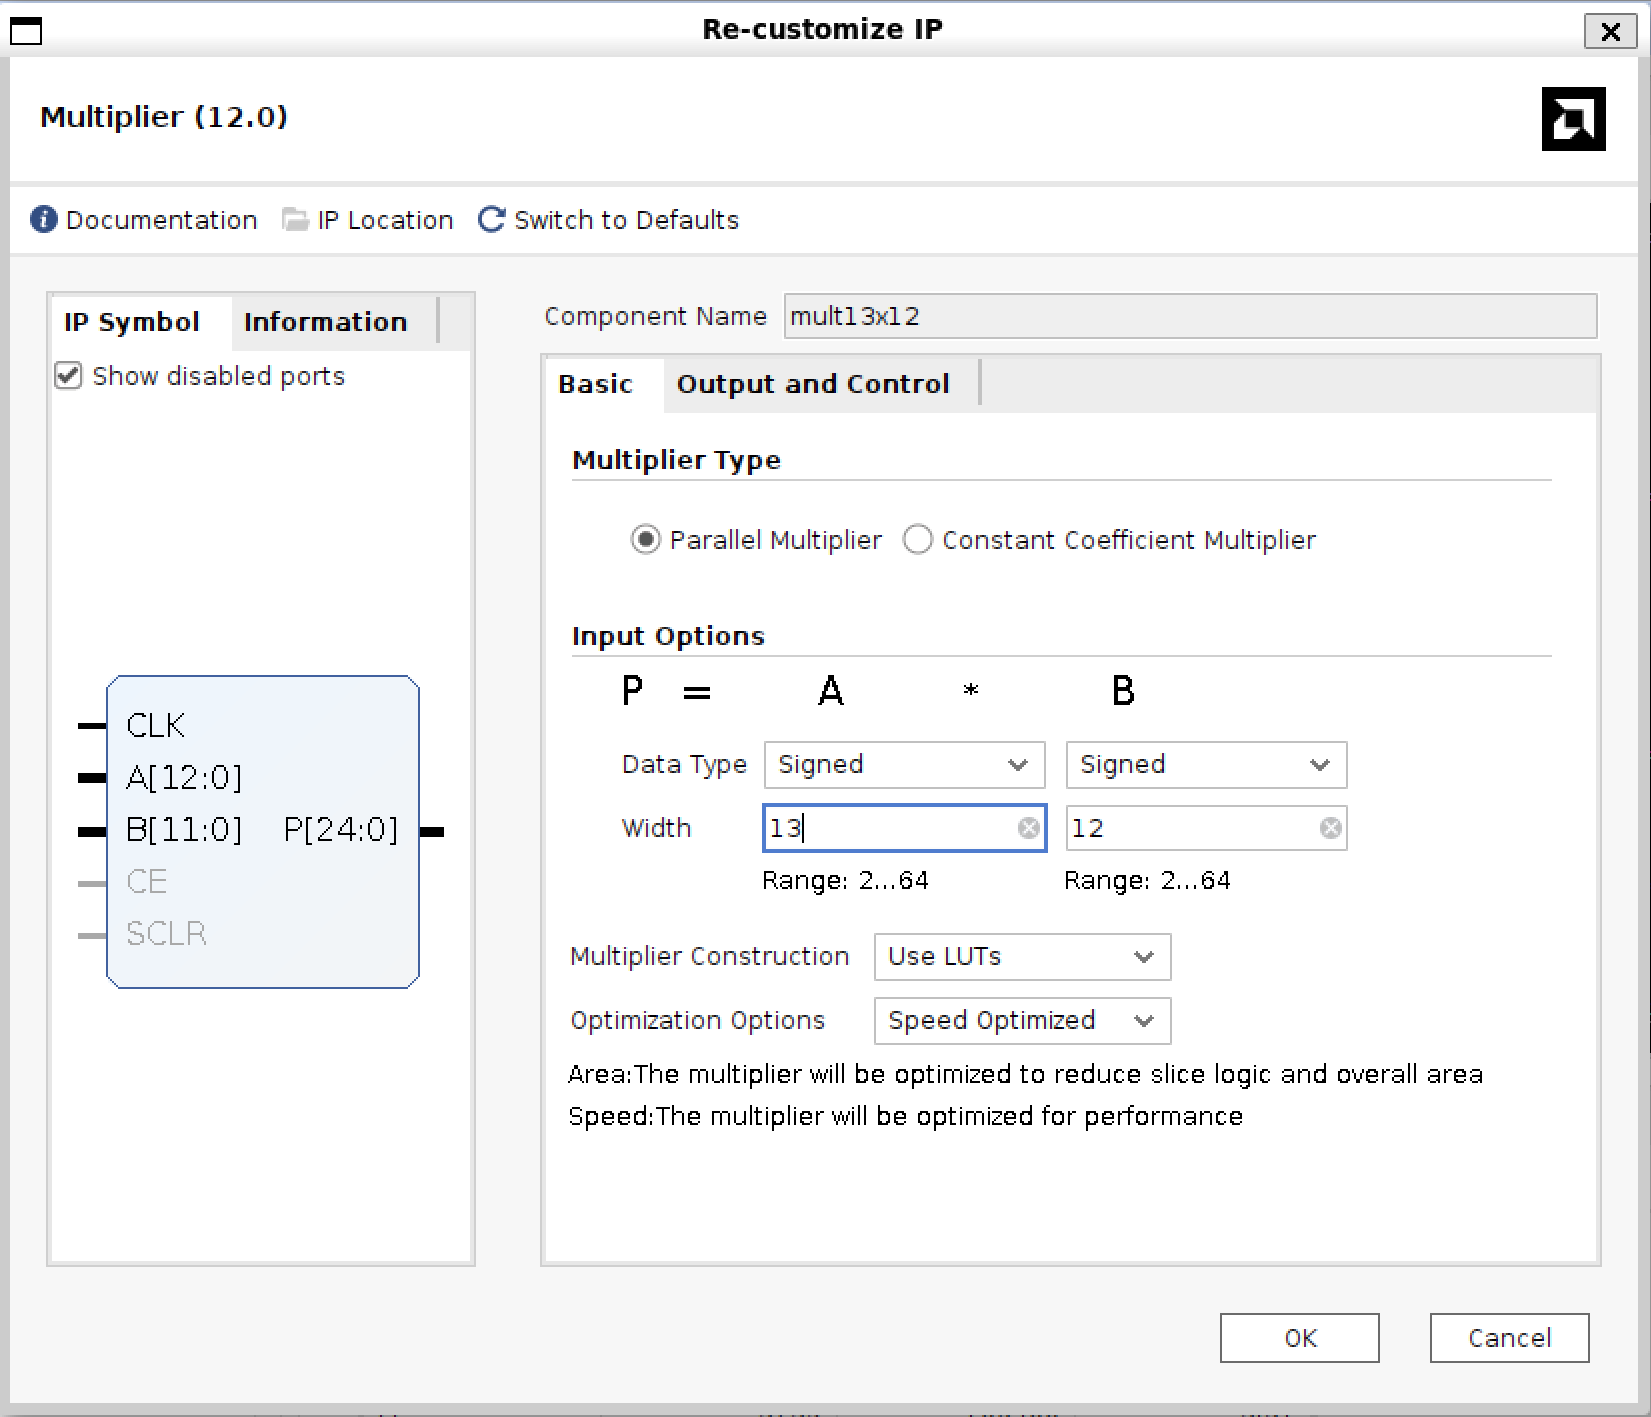 Re-customize IP
Multiplier (12.0)
Documentation IP Location Switch to Defaults
IP Symbol Information
Show disabled ports
CLK
A[12:0]
B[11:0] P[24:0]
CE
SCLR
Component Name mult13x12
Basic Output and Control
Multiplier Type
Parallel Multiplier Constant Coefficient Multiplier
Input Options
P = A * B
Data Type Signed Signed
Width 13 12
Range: 2...64 Range: 2...64
Multiplier Construction Use LUTs
Optimization Options Speed Optimized
Area:The multiplier will be optimized to reduce slice logic and overall area
Speed:The multiplier will be optimized for performance
OK Cancel